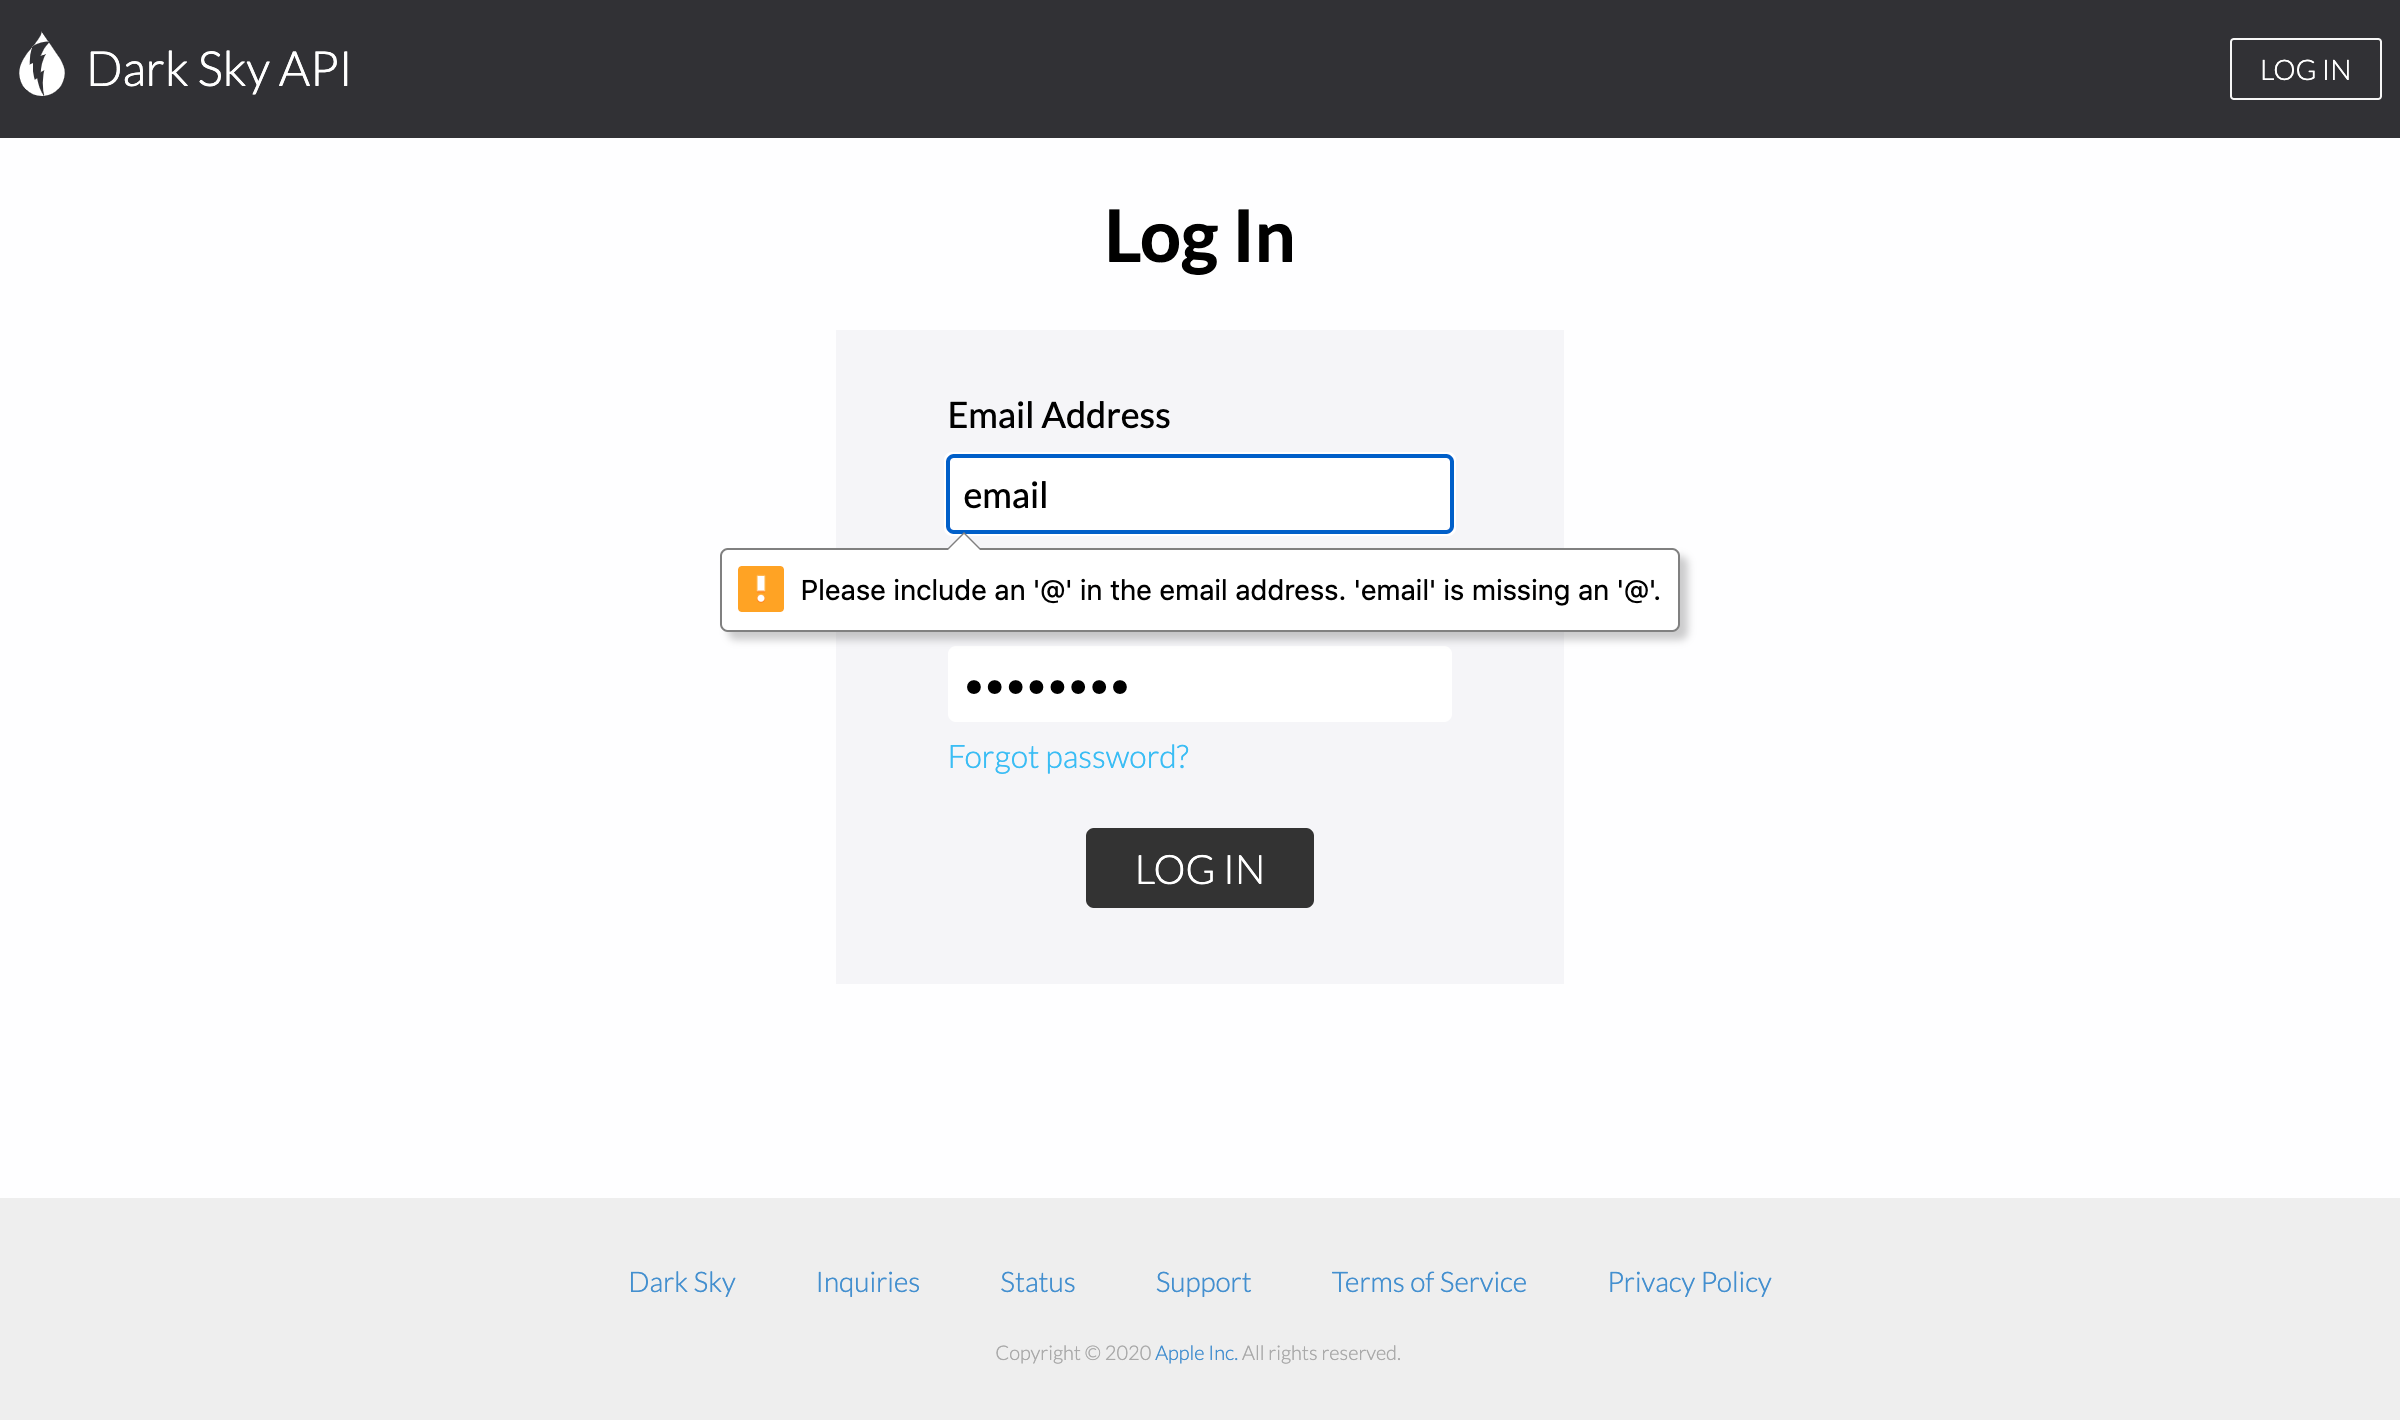 Dark Sky API
LOG IN
Log In
Email Address
email
! Please include an '@' in the email address. 'email' is missing an '@'.
••••••••
Forgot password?
LOG IN
Dark Sky Inquiries Status Support Terms of Service Privacy Policy
Copyright © 2020 Apple Inc. All rights reserved.